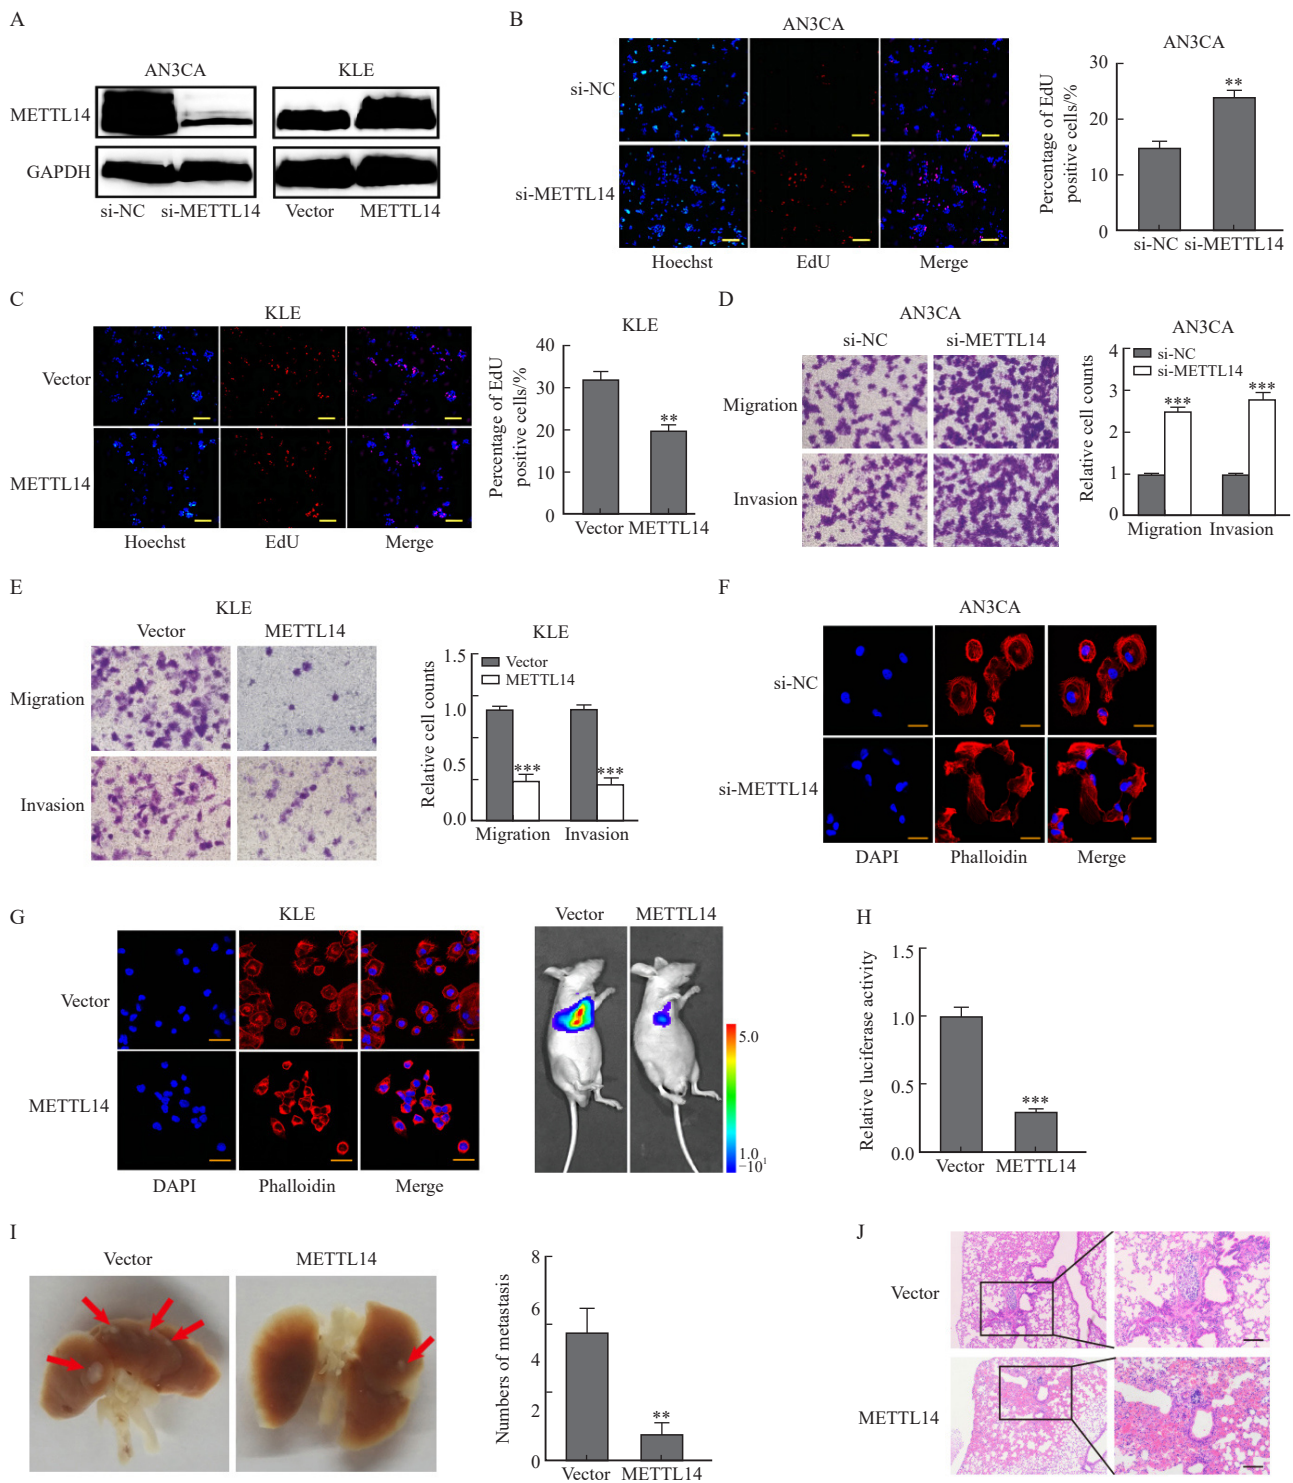 A
AN3CA
KLE
METTL14
GAPDH
si-NC
si-METTL14
Vector
METTL14
B
AN3CA
si-NC
si-METTL14
Hoechst
EdU
Merge
AN3CA
Percentage of EdU
positive cells/%
30
20
10
0
**
si-NC si-METTL14
C
KLE
Vector
METTL14
Hoechst
EdU
Merge
KLE
Percentage of EdU
positive cells/%
40
30
20
10
0
**
Vector METTL14
D
AN3CA
si-NC
si-METTL14
Migration
Invasion
AN3CA
si-NC
si-METTL14
Relative cell counts
4
3
2
1
0
***
***
Migration Invasion
E
KLE
Vector
METTL14
Migration
Invasion
KLE
Vector
METTL14
Relative cell counts
1.5
1.0
0.5
0.0
***
***
Migration Invasion
F
AN3CA
si-NC
si-METTL14
DAPI
Phalloidin
Merge
G
KLE
Vector
METTL14
DAPI
Phalloidin
Merge
Vector
METTL14
5.0
1.0
−10¹
H
Relative luciferase activity
1.5
1.0
0.5
0.0
***
Vector METTL14
I
Vector
METTL14
Numbers of metastasis
8
6
4
2
0
**
Vector METTL14
J
Vector
METTL14